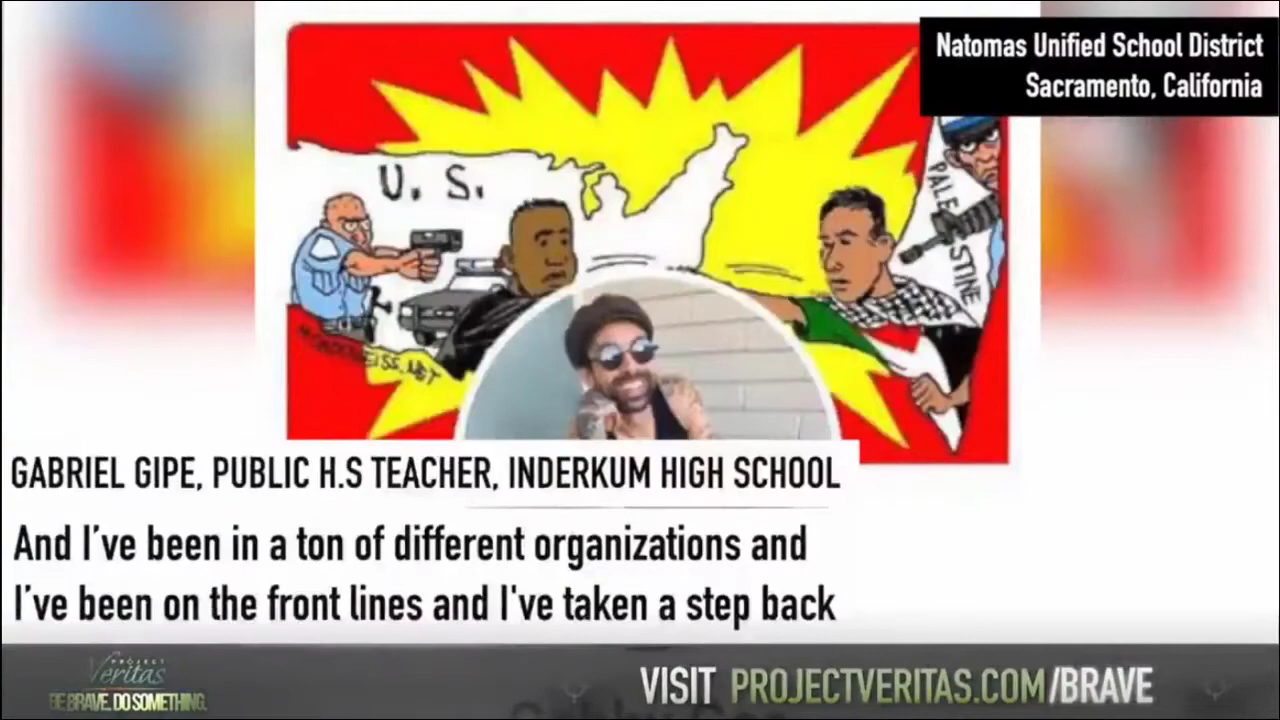 Natomas Unified School District
Sacramento, California
U. S.
PALESTINE
GABRIEL GIPE, PUBLIC H.S TEACHER, INDERKUM HIGH SCHOOL
And I've been in a ton of different organizations and
I've been on the front lines and I've taken a step back
PROJECT
Veritas
BE BRAVE. DO SOMETHING.
VISIT PROJECTVERITAS.COM/BRAVE